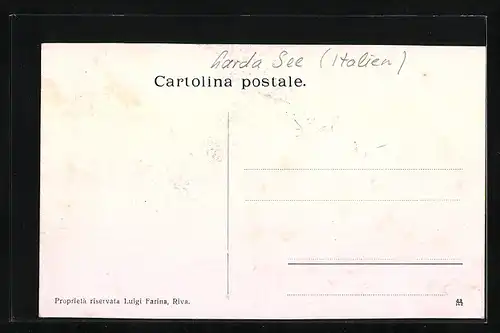 Garda See (Italien)
Cartolina postale.
Proprietà riservata Luigi Farina, Riva.